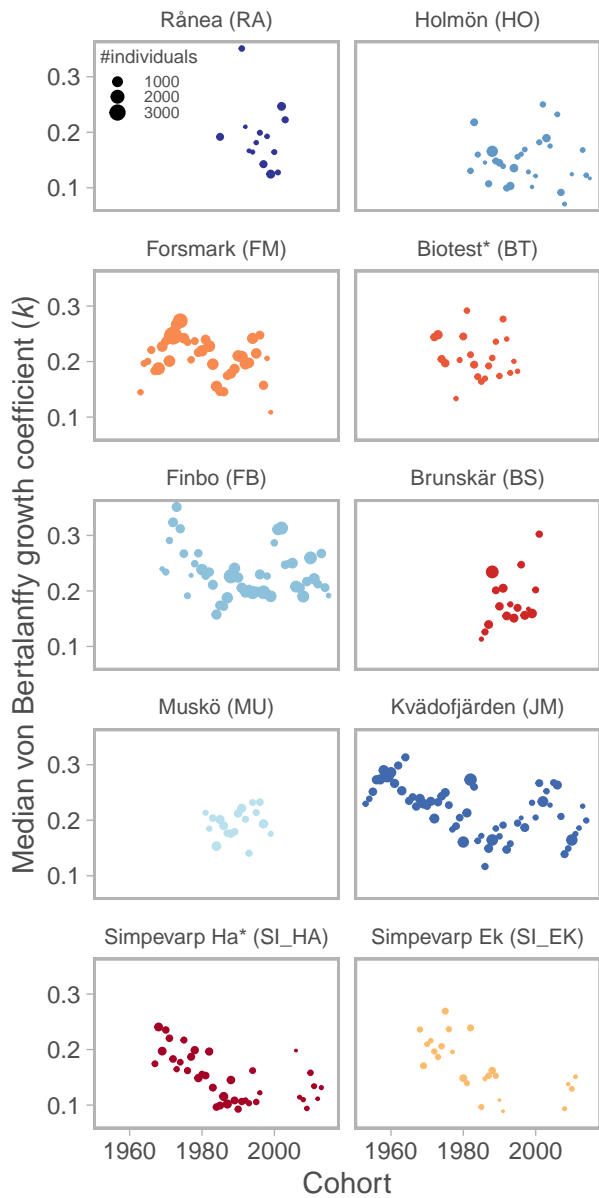 Rånea (RA)
Holmön (HO)
#individuals
1000
2000
3000
0.3
0.2
0.1
Forsmark (FM)
Biotest* (BT)
0.3
0.2
0.1
Finbo (FB)
Brunskär (BS)
0.3
0.2
0.1
Muskö (MU)
Kvädofjärden (JM)
0.3
0.2
0.1
Simpevarp Ha* (SI_HA)
Simpevarp Ek (SI_EK)
0.3
0.2
0.1
1960
1980
2000
1960
1980
2000
Cohort
Median von Bertalanffy growth coefficient (k)